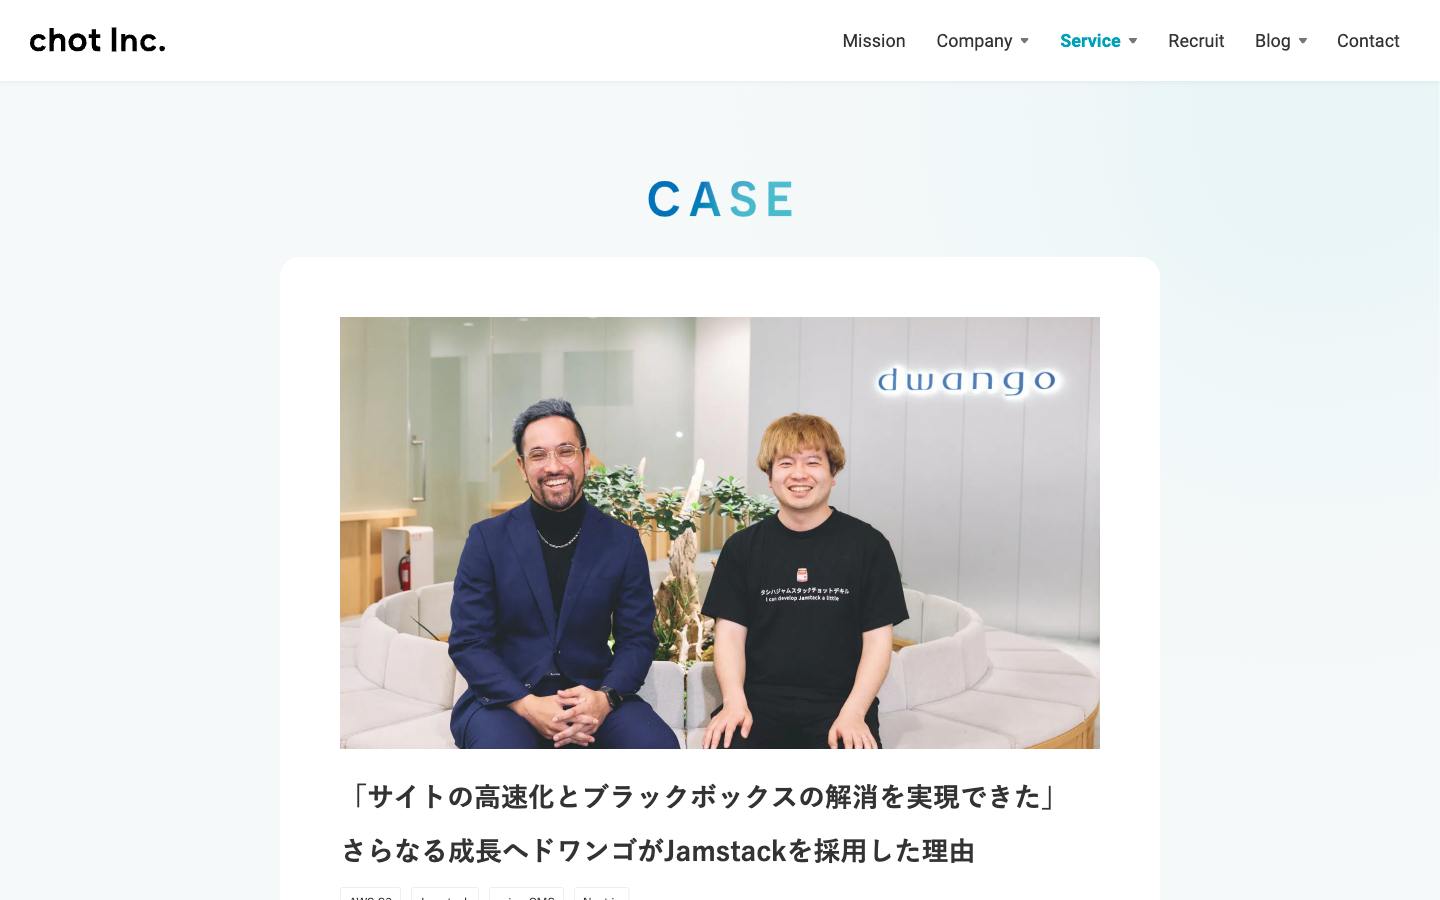 chot Inc.
Mission
Company
Service
Recruit
Blog
Contact
CASE
dwango
タシハジャムスタックチョットデキル
I can develop Jamstack a little
「サイトの高速化とブラックボックスの解消を実現できた」
さらなる成長へドワンゴがJamstackを採用した理由